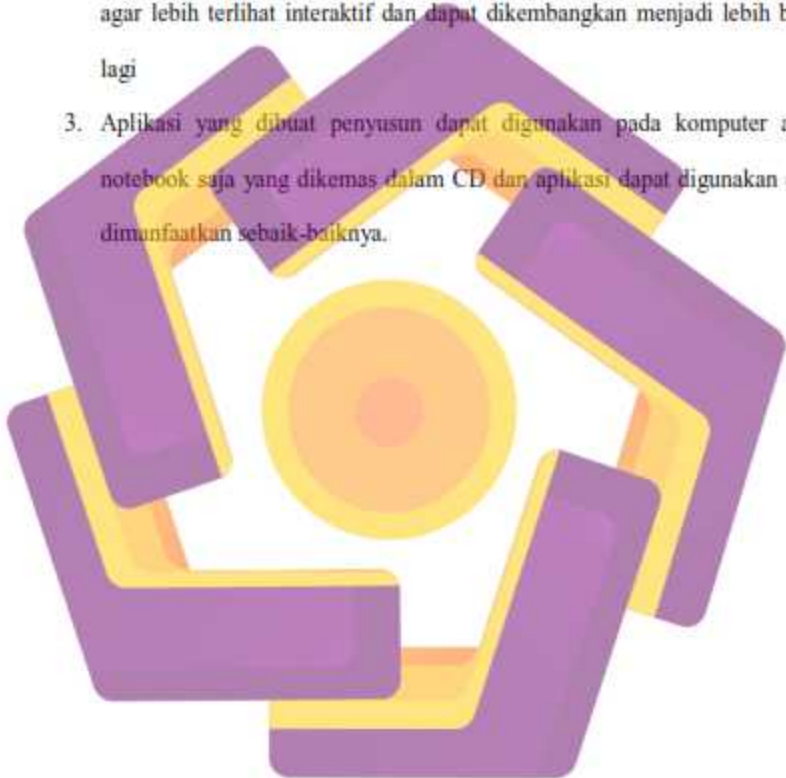 agar lebih terlihat interaktif dan dapat dikembangkan menjadi lebih
lagi
3. Aplikasi yang dibuat penyusun dapat digunakan pada komputer
notebook saja yang dikemas dalam CD dan aplikasi dapat digunakan
dimanfaatkan sebaik-baiknya.